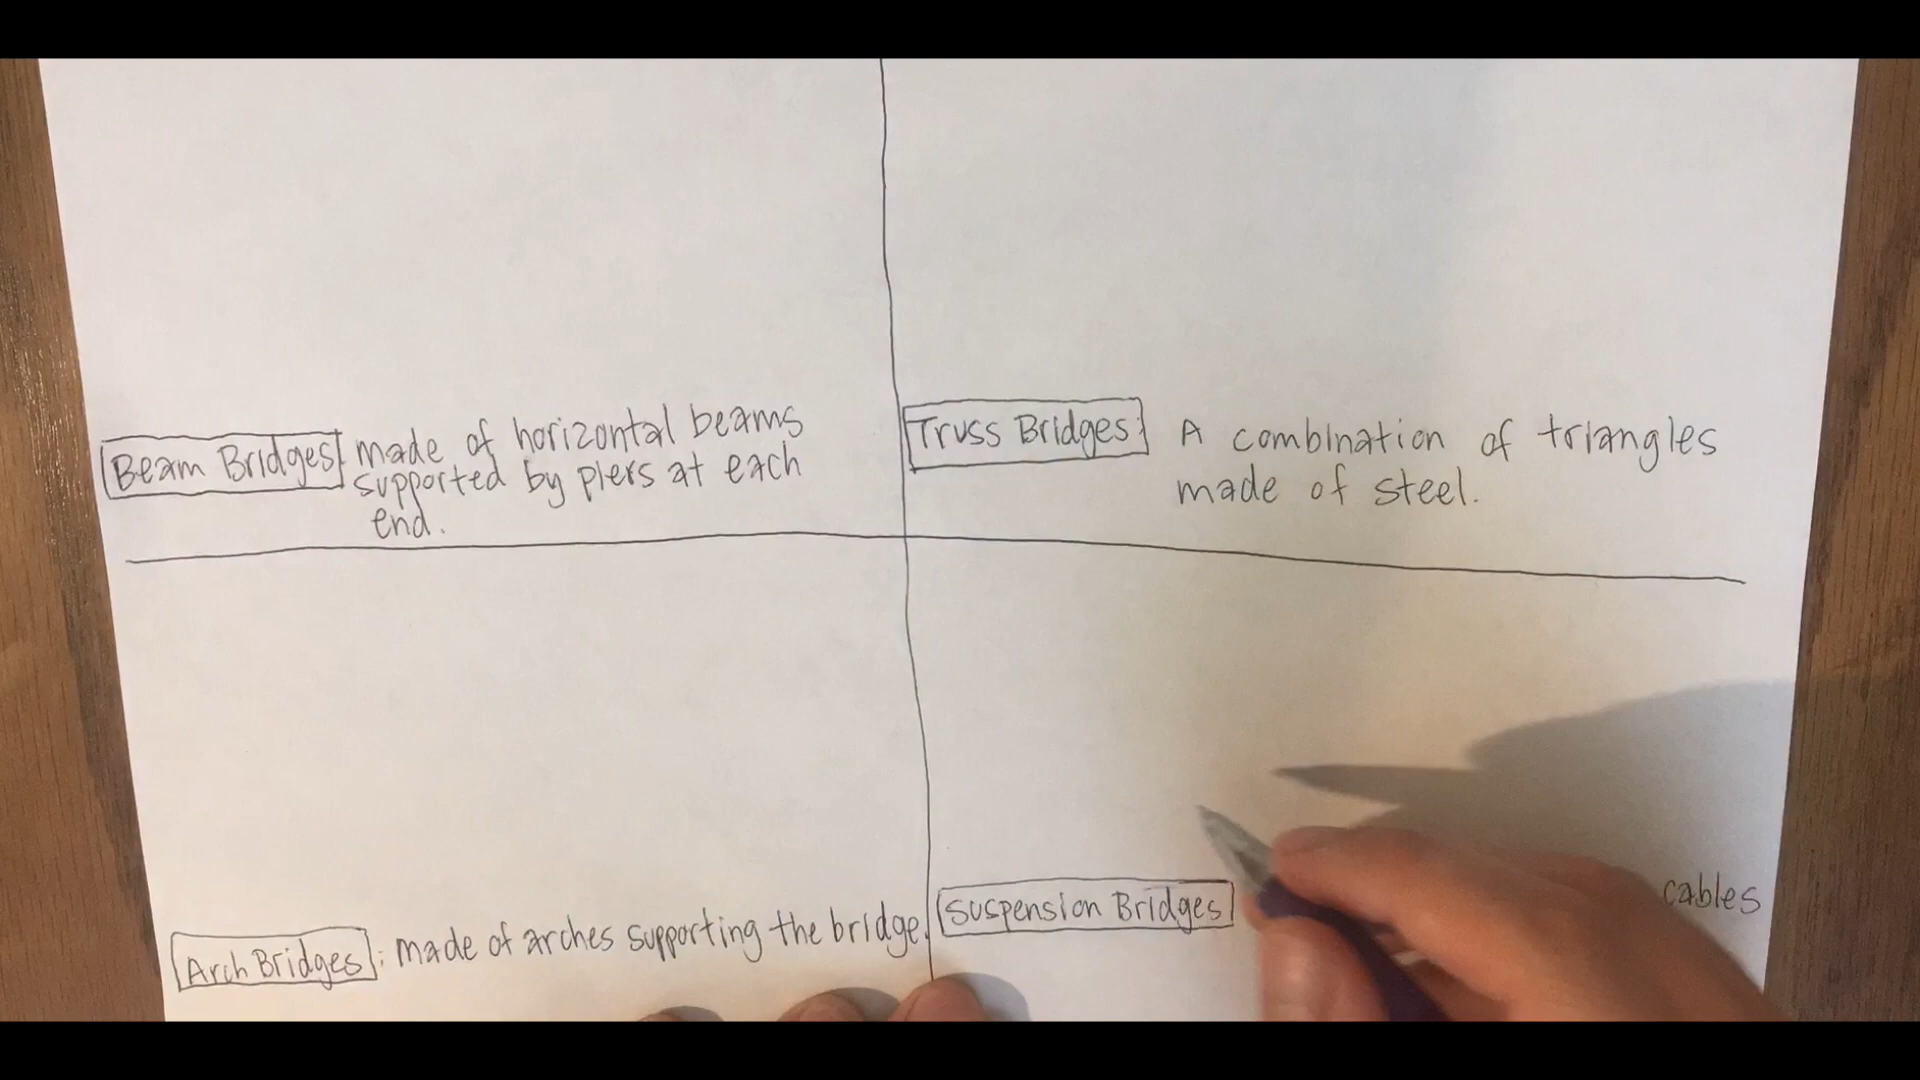 Beam Bridges: made of horizontal beams
supported by piers at each
end.
Truss Bridges: A combination of triangles
made of steel.
Arch Bridges: made of arches supporting the bridge.
Suspension Bridges
cables